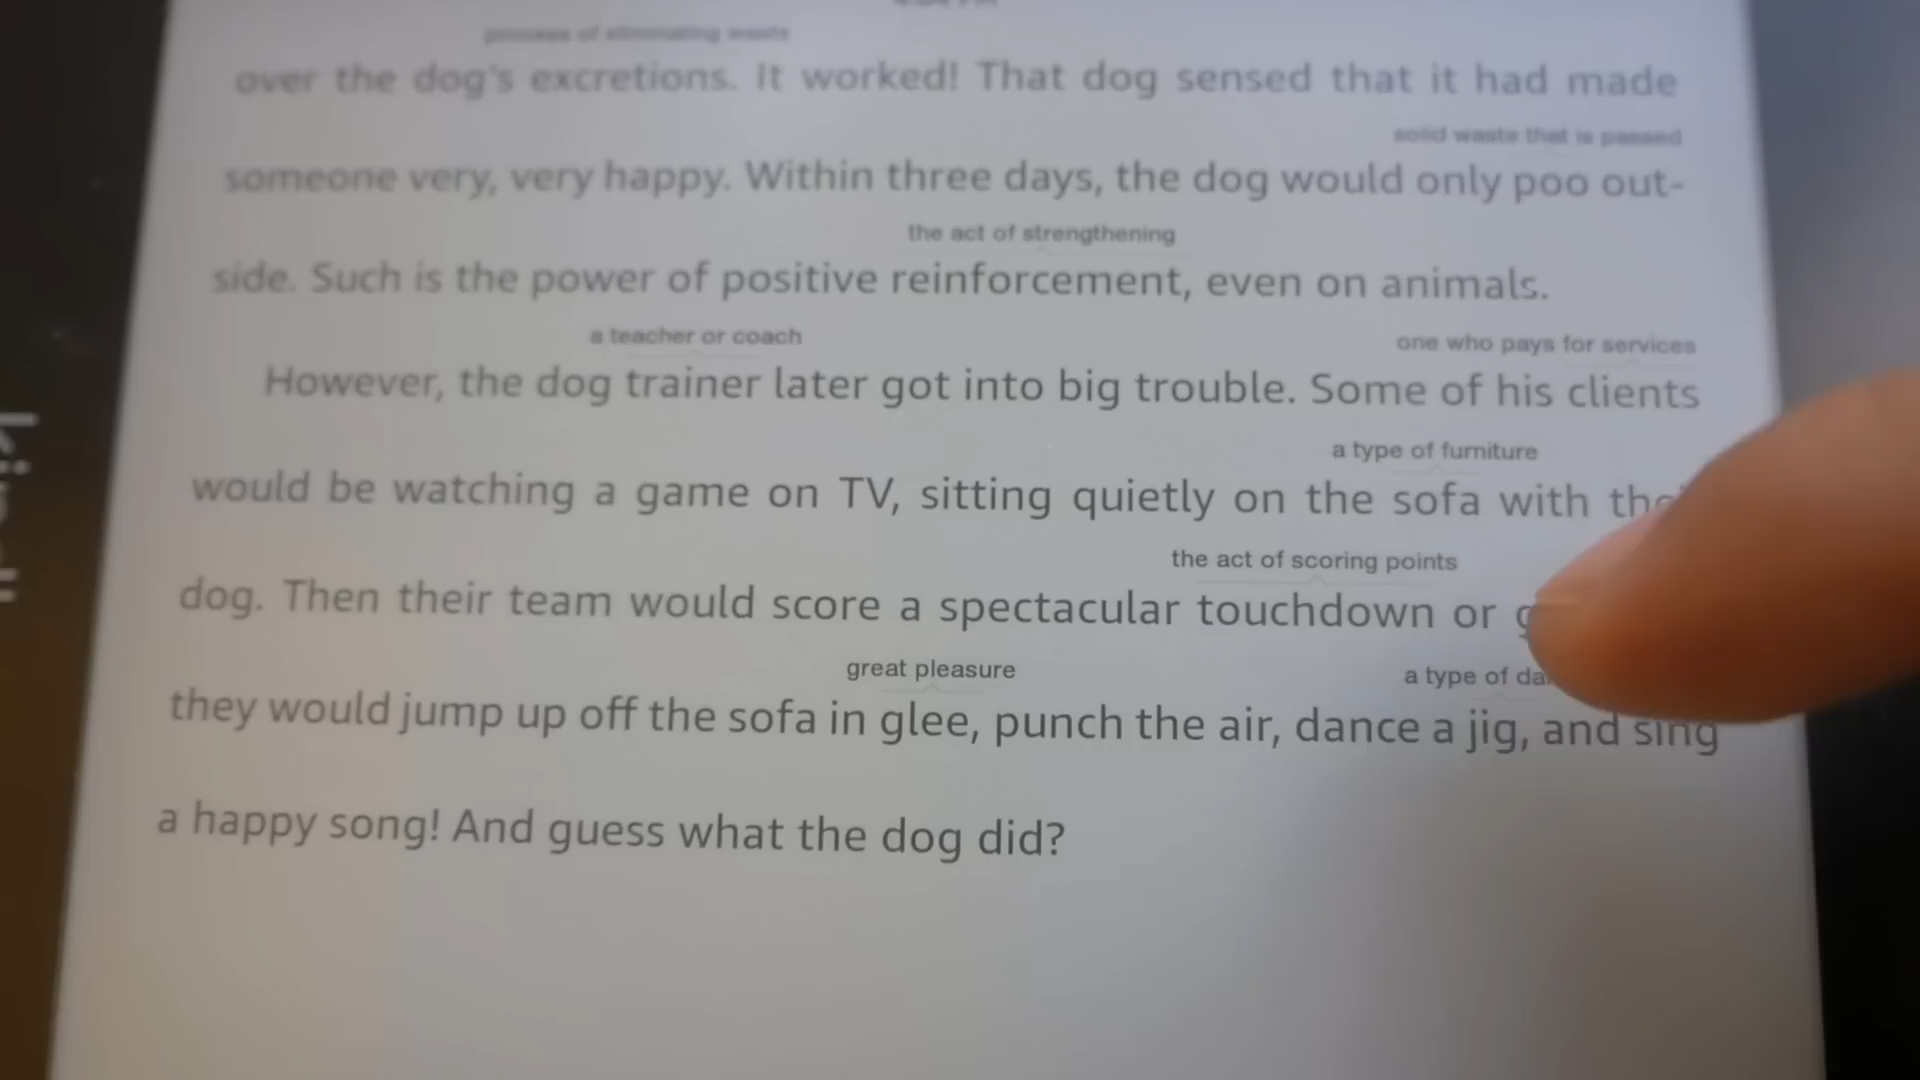 process of eliminating waste
over the dog's excretions. It worked! That dog sensed that it had made
solid waste that is passed
someone very, very happy. Within three days, the dog would only poo out-
the act of strengthening
side. Such is the power of positive reinforcement, even on animals.
a teacher or coach one who pays for services
However, the dog trainer later got into big trouble. Some of his clients
a type of furniture
would be watching a game on TV, sitting quietly on the sofa with
the act of scoring points
dog. Then their team would score a spectacular touchdown or
great pleasure a type of
they would jump up off the sofa in glee, punch the air, dance a jig, and sing
a happy song! And guess what the dog did?